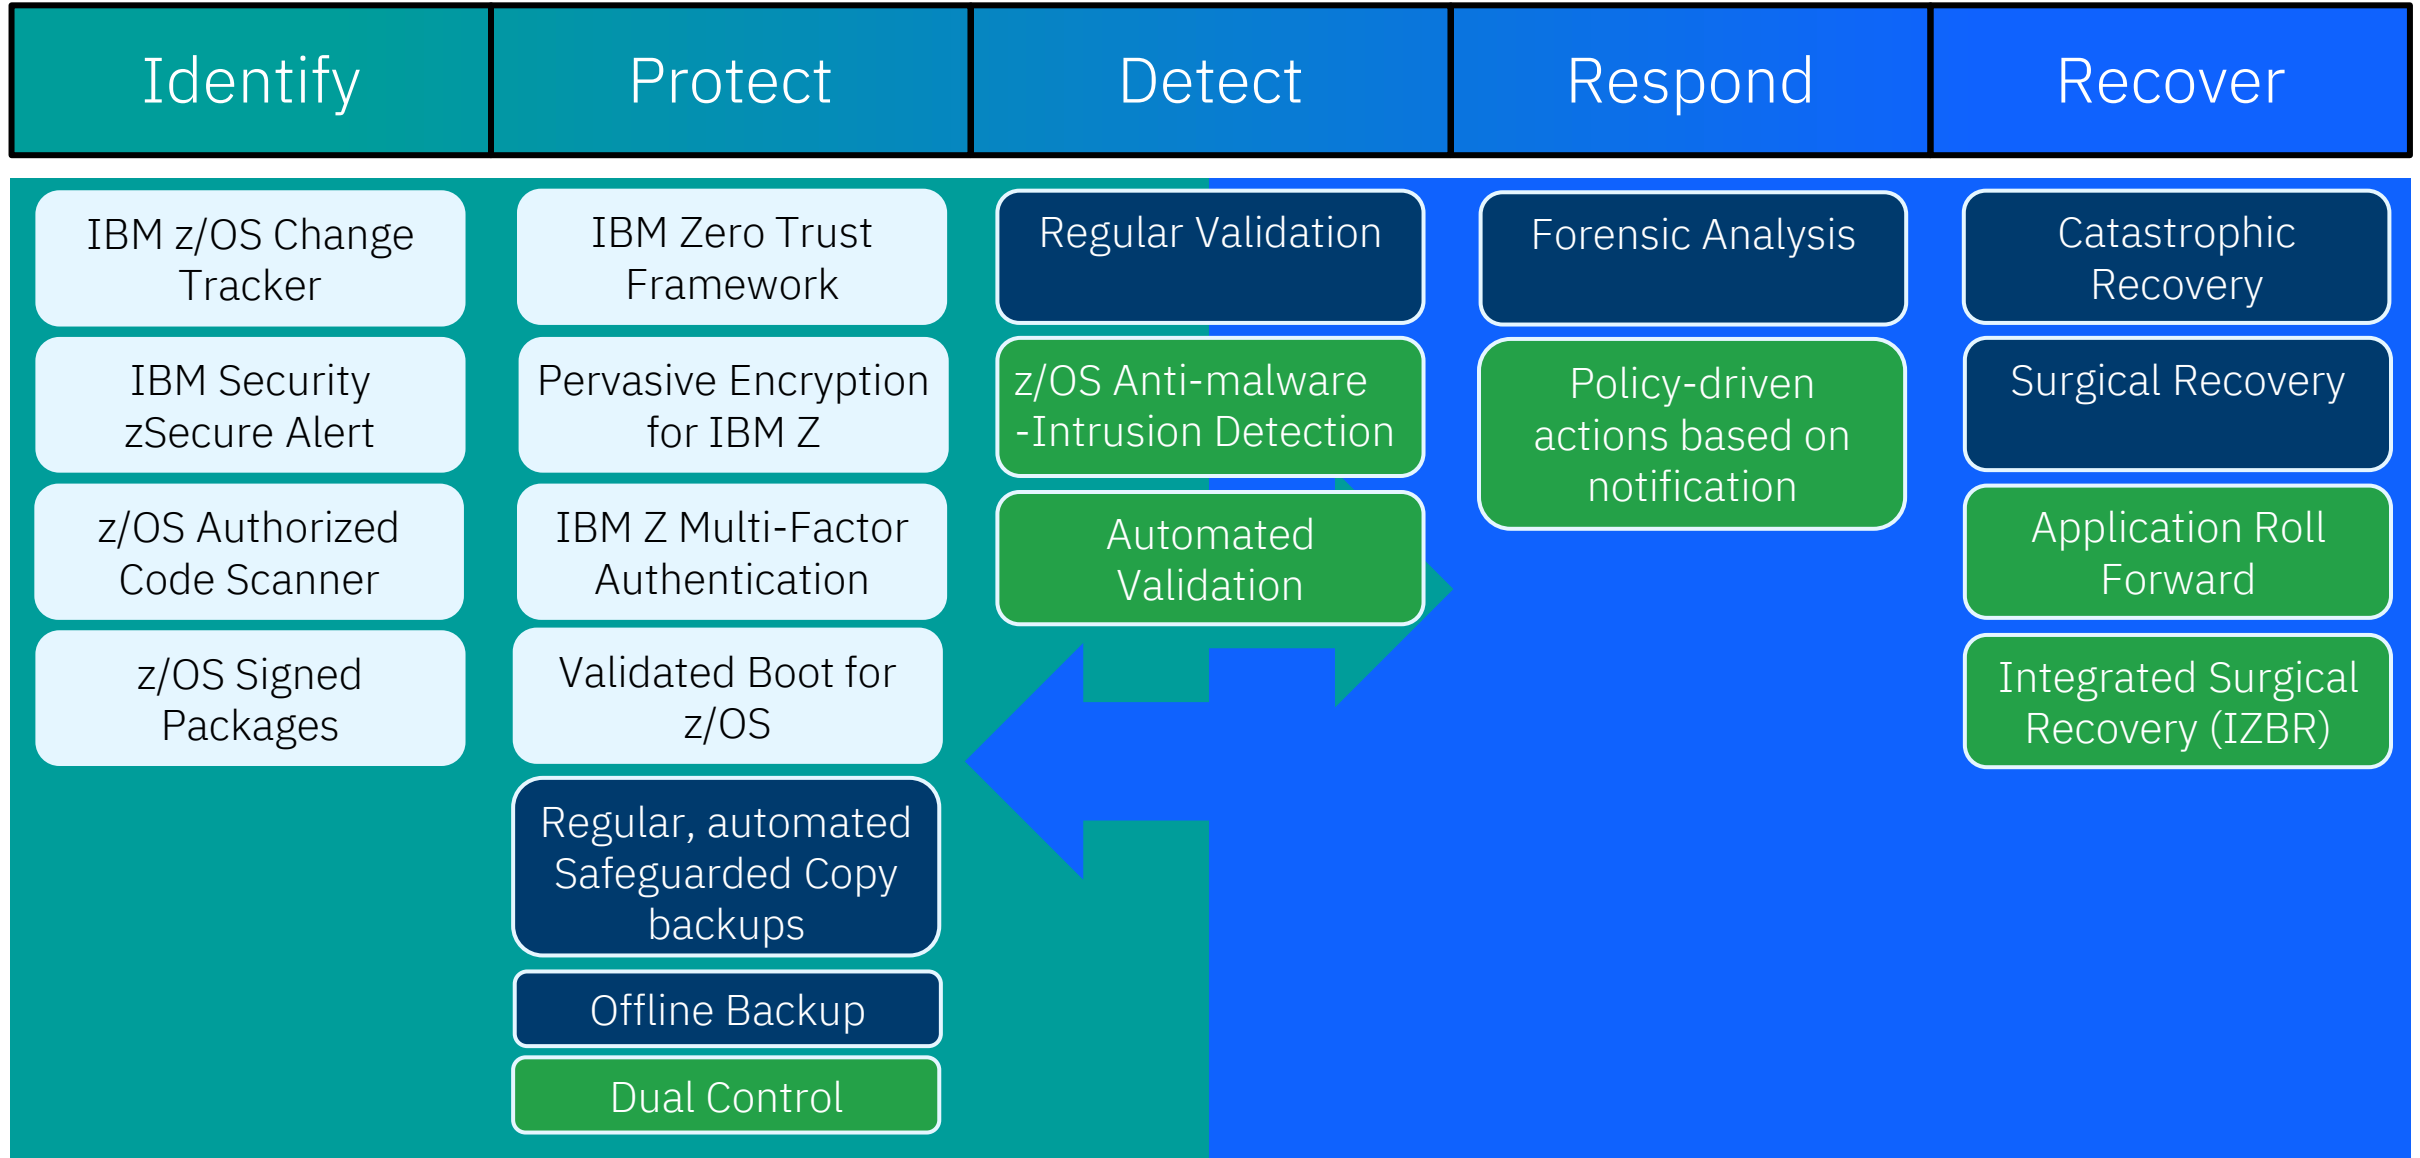 Identify
Protect
Detect
Respond
Recover
IBM z/OS Change
Tracker
IBM Security
zSecure Alert
z/OS Authorized
Code Scanner
z/OS Signed
Packages
IBM Zero Trust
Framework
Pervasive Encryption
for IBM Z
IBM Z Multi-Factor
Authentication
Validated Boot for
z/OS
Regular, automated
Safeguarded Copy
backups
Offline Backup
Dual Control
Regular Validation
z/OS Anti-malware
-Intrusion Detection
Automated
Validation
Forensic Analysis
Policy-driven
actions based on
notification
Catastrophic
Recovery
Surgical Recovery
Application Roll
Forward
Integrated Surgical
Recovery (IZBR)